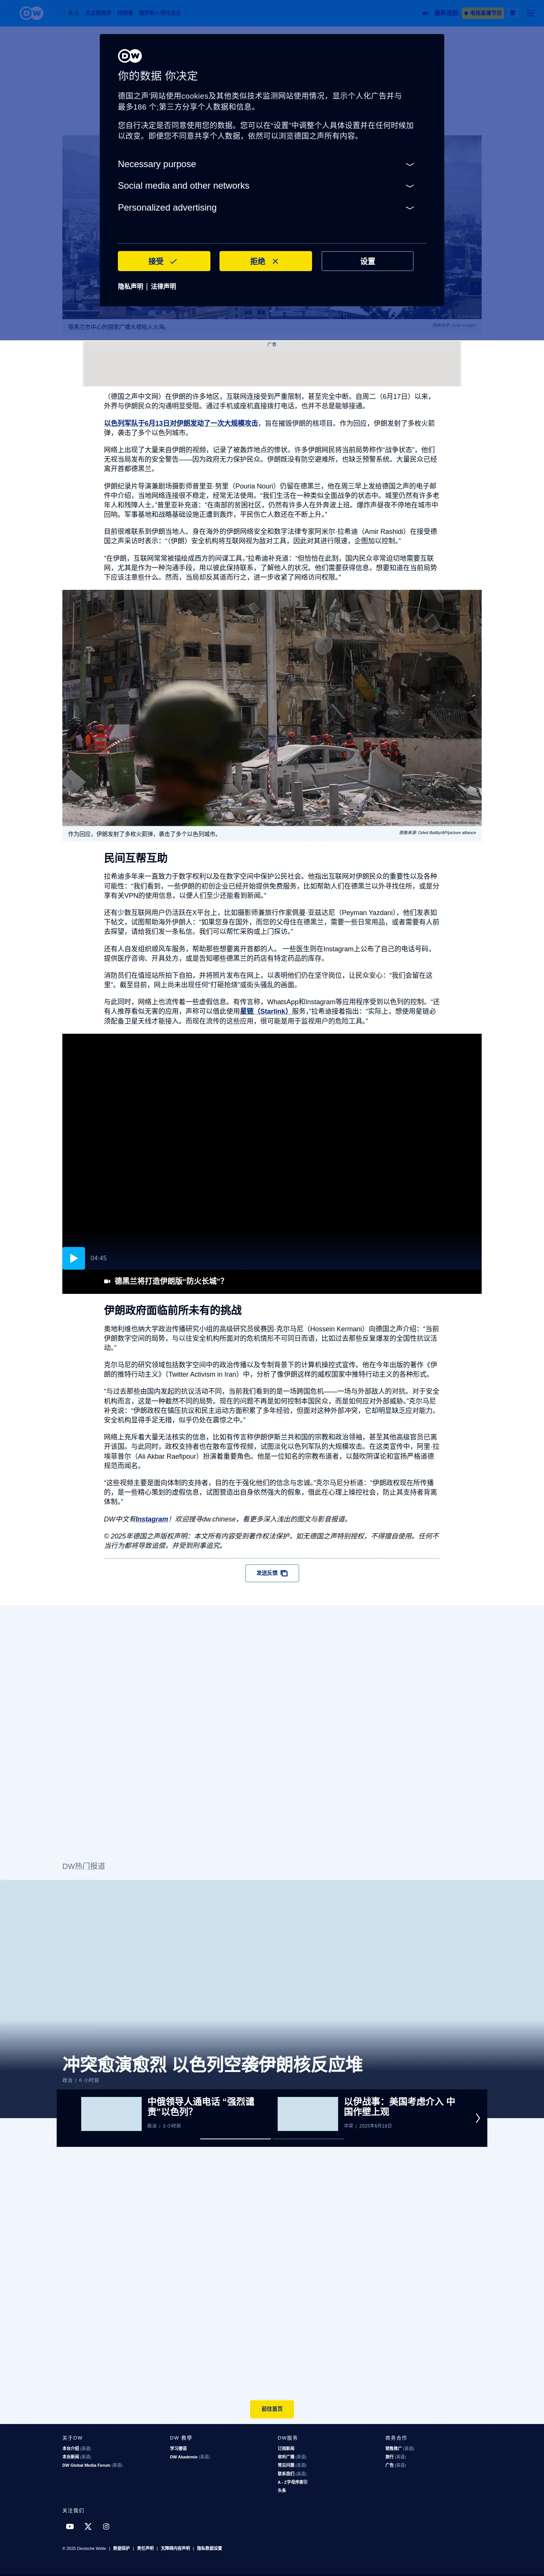 DW
你的数据 你决定
德国之声'网站使用cookies及其他类似技术监测网站使用情况，显示个人化广告并与
最多186 个;第三方分享个人数据和信息。
您自行决定是否同意使用您的数据。您可以在“设置”中调整个人具体设置并在任何时候加
以改变。即便您不同意共享个人数据，依然可以浏览德国之声所有内容。
Necessary purpose
Social media and other networks
Personalized advertising
接受
拒绝
设置
隐私声明 | 法律声明
德黑兰市中心的国家广播大楼陷入火海。
广告
（德国之声中文网）在伊朗的许多地区，互联网连接受到严重限制，甚至完全中断。自周二（6月17日）以来，
外界与伊朗民众的沟通明显受阻。通过手机或座机直接拨打电话，也并不总是能够接通。
以色列军队于6月13日对伊朗发动了一次大规模攻击，旨在摧毁伊朗的核项目。作为回应，伊朗发射了多枚火箭
弹，袭击了多个以色列城市。
网络上出现了大量来自伊朗的视频，记录了被轰炸地点的惨状。许多伊朗网民将当前局势称作“战争状态”，他们
无视当局发布的安全警告——因为政府无力保护民众。伊朗既没有防空避难所，也缺乏预警系统。大量民众已经
离开首都德黑兰。
伊朗纪录片导演兼剧场摄影师普里亚·努里（Pouria Nouri）仍留在德黑兰，他在周三早上发给德国之声的电子邮
件中介绍，当地网络连接很不稳定，经常无法使用。“我们生活在一种类似全面战争的状态中。城里仍然有许多老
年人和残障人士。”普里亚补充道：“在南部的贫困社区，仍然有许多人在外奔波上班。爆炸声昼夜不停地在城市中
回响。军事基地和战略基础设施正遭到轰炸，平民伤亡人数还在不断上升。”
目前很难联系到伊朗当地人。身在海外的伊朗网络安全和数字法律专家阿米尔·拉希迪（Amir Rashidi）在接受德
国之声采访时表示：“（伊朗）安全机构将互联网视为敌对工具，因此对其进行限速，企图加以控制。”
“在伊朗，互联网常常被描绘成西方的间谍工具，”拉希迪补充道：“但恰恰在此刻，国内民众非常迫切地需要互联
网，尤其是作为一种沟通手段，用以彼此保持联系，了解他人的状况。他们需要获得信息，想要知道在当前局势
下应该注意些什么。然而，当局却反其道而行之，进一步收紧了网络访问权限。”
作为回应，伊朗发射了多枚火箭弹，袭击了多个以色列城市。
图像来源: Oded Balilty/AP/picture alliance
民间互帮互助
拉希迪多年来一直致力于数字权利以及在数字空间中保护公民社会。他指出互联网对伊朗民众的重要性以及各种
可能性：“我们看到，一些伊朗的初创企业已经开始提供免费服务，比如帮助人们在德黑兰以外寻找住所，或是分
享有关VPN的使用信息，以便人们至少还能看到新闻。”
还有少数互联网用户仍活跃在X平台上，比如摄影师兼旅行作家佩曼·亚兹达尼（Peyman Yazdani），他们发表如
下帖文，试图帮助海外伊朗人：“如果您身在国外，而您的父母住在德黑兰，需要一些日常用品，或者需要有人前
去探望，请给我们发一条私信。我们可以帮忙采购或上门探访。”
还有人自发组织顺风车服务，帮助那些想要离开首都的人。 一些医生则在Instagram上公布了自己的电话号码，
提供医疗咨询、开具处方，或是告知哪些德黑兰的药店有特定药品的库存。
消防员们在值班站所拍下自拍，并将照片发布在网上，以表明他们仍在坚守岗位，让民众安心：“我们会留在这
里”。截至目前，网上尚未出现任何“打砸抢烧”或街头骚乱的画面。
与此同时，网络上也流传着一些虚假信息。有传言称，WhatsApp和Instagram等应用程序受到以色列的控制。“还
有人推荐看似无害的应用，声称可以借此使用星链（Starlink）服务，”拉希迪接着指出：“实际上，想使用星链必
须配备卫星天线才能接入。而现在流传的这些应用，很可能是用于监视用户的危险工具。”
04:45
德黑兰将打造伊朗版“防火长城”？
伊朗政府面临前所未有的挑战
奥地利维也纳大学政治传播研究小组的高级研究员侯赛因·克尔马尼（Hossein Kermani）向德国之声介绍：“当前
伊朗数字空间的局势，与以往安全机构所面对的危机情形不可同日而语，比如过去那些反复爆发的全国性抗议活
动。”
克尔马尼的研究领域包括数字空间中的政治传播以及专制背景下的计算机操控式宣传。他在今年出版的著作《伊
朗的推特行动主义》（Twitter Activism in Iran）中，分析了像伊朗这样的威权国家中推特行动主义的各种形式。
“与过去那些由国内发起的抗议活动不同，当前我们看到的是一场跨国危机——一场与外部敌人的对抗。对于安全
机构而言，这是一种截然不同的局势。现在的问题不再是如何控制本国民众，而是如何应对外部威胁。”克尔马尼
补充说：“伊朗政权在镇压抗议和民主运动方面积累了多年经验，但面对这种外部冲突，它却明显缺乏应对能力。
安全机构显得手足无措，似乎仍处在震惊之中。”
网络上充斥着大量无法核实的信息，比如有传言称伊朗伊斯兰共和国的宗教和政治领袖，甚至其他高级官员已离
开该国。与此同时，政权支持者也在散布宣传视频，试图淡化以色列军队的大规模攻击。在这类宣传中，阿里·拉
埃菲普尔（Ali Akbar Raefipour）扮演着重要角色。他是一位知名的宗教布道者，以鼓吹阴谋论和宣扬严格道德
规范而闻名。
“这些视频主要是面向体制的支持者，目的在于强化他们的信念与忠诚。”克尔马尼分析道：“伊朗政权现在所传播
的，是一些精心策划的虚假信息，试图营造出自身依然强大的假象，借此在心理上操控社会，防止其支持者背离
体制。”
DW中文有Instagram！欢迎搜寻dw.chinese，看更多深入浅出的图文与影音报道。
© 2025年德国之声版权声明：本文所有内容受到著作权法保护，如无德国之声特别授权，不得擅自使用。任何不
当行为都将导致追偿，并受到刑事追究。
发送反馈
DW热门报道
冲突愈演愈烈 以色列空袭伊朗核反应堆
政治 | 6 小时前
中俄领导人通电话 “强烈谴
责”以色列？
政治 | 3 小时前
以伊战事：美国考虑介入 中
国作壁上观
冲突 | 2025年6月18日
前往首页
关于DW
本台介绍 (英语)
本台新闻 (英语)
DW Global Media Forum (英语)
DW 教學
学习德语
DW Akademie (英语)
DW服务
订阅新闻
收听广播 (英语)
常见问题 (英语)
联系我们 (英语)
A - Z字母序索引
头条
商务合作
销售推广 (英语)
旅行 (英语)
广告 (英语)
关注我们
© 2025 Deutsche Welle | 数据保护 | 责任声明 | 无障碍内容声明 | 隐私数据设置